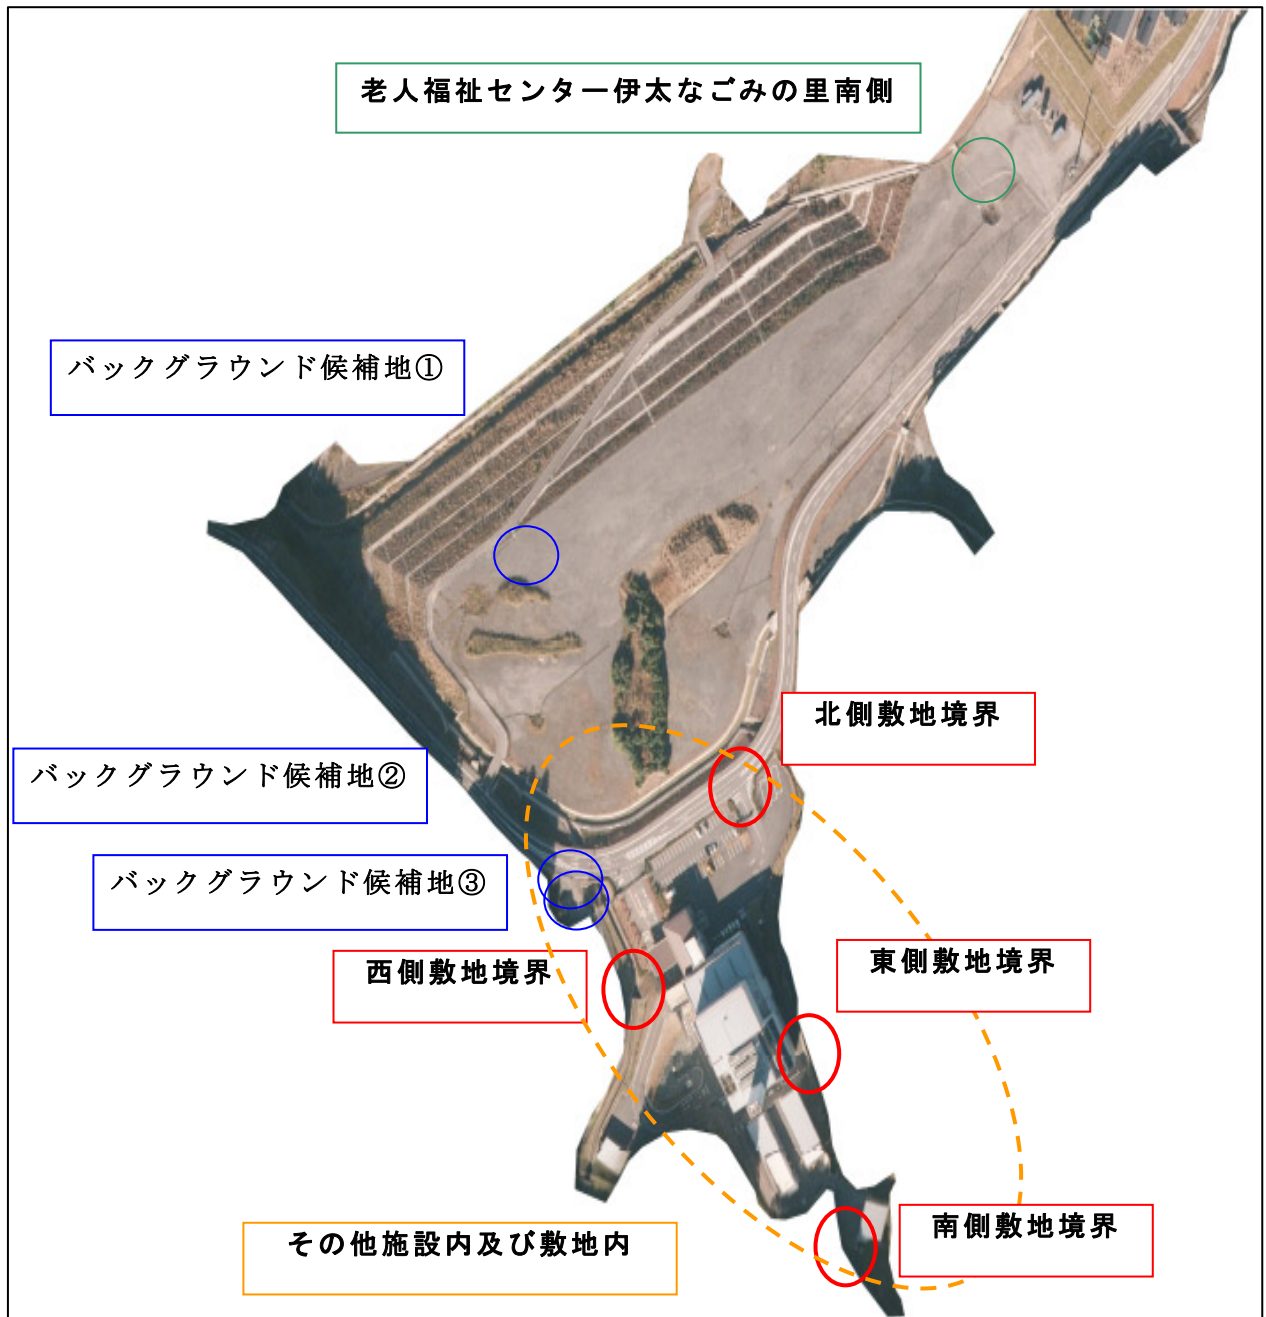 老人福祉センター伊太なごみの里南側
バックグラウンド候補地①
北側敷地境界
バックグラウンド候補地②
バックグラウンド候補地③
西側敷地境界
東側敷地境界
南側敷地境界
その他施設内及び敷地内